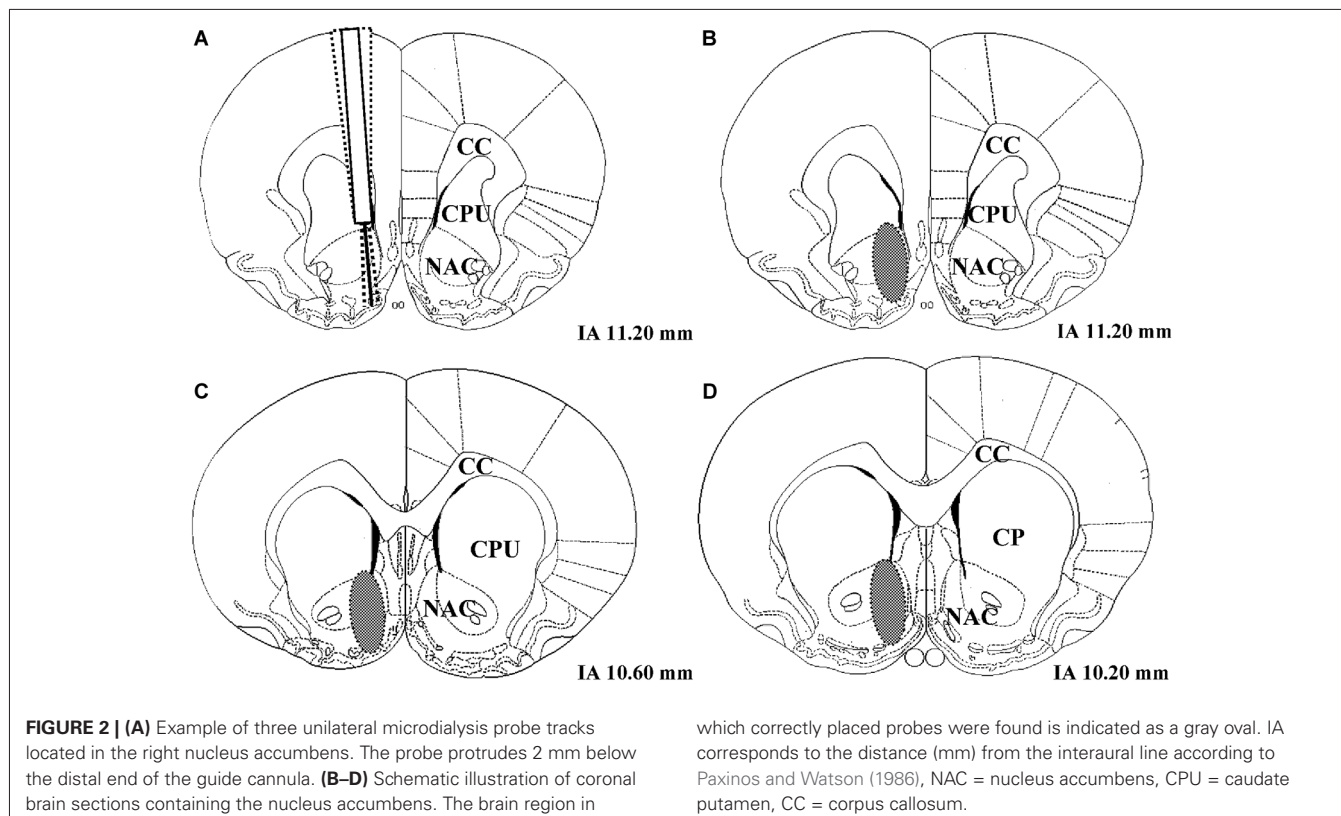 A
CC
CPU
NAC
IA 11.20 mm
B
CC
CPU
NAC
IA 11.20 mm
C
CC
CPU
NAC
IA 10.60 mm
D
CC
CP
NAC
IA 10.20 mm
FIGURE 2 | (A) Example of three unilateral microdialysis probe tracks
located in the right nucleus accumbens. The probe protrudes 2 mm below
the distal end of the guide cannula. (B–D) Schematic illustration of coronal
brain sections containing the nucleus accumbens. The brain region in
which correctly placed probes were found is indicated as a gray oval. IA
corresponds to the distance (mm) from the interaural line according to
Paxinos and Watson (1986), NAC = nucleus accumbens, CPU = caudate
putamen, CC = corpus callosum.